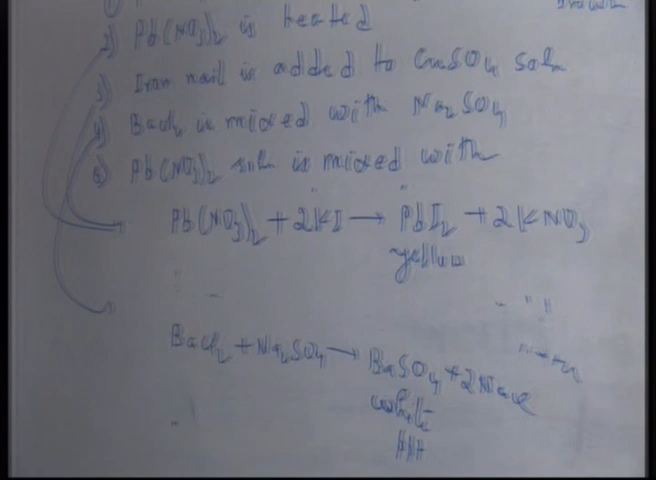 2) Pb(NO3)2 is heated
3) Iron nail is added to CuSO4 soln
4) BaCl2 is mixed with Na2SO4
5) Pb(NO3)2 soln is mixed with
Pb(NO3)2 + 2KI → PbI2 + 2KNO3
yellow
BaCl2 + Na2SO4 → BaSO4 + 2NaCl
white